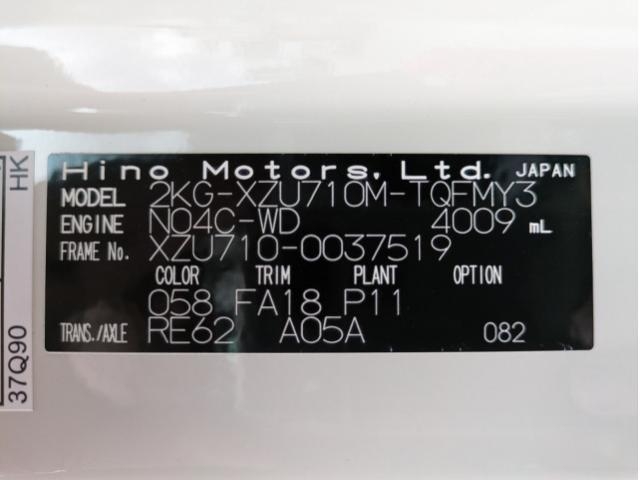 Hino Motors, Ltd. JAPAN
MODEL 2KG-XZU710M-TQFMY3
ENGINE N04C-WD 4009 mL
FRAME No. XZU710-0037519
COLOR TRIM PLANT OPTION
058 FA18 P11
TRANS./AXLE RE62 A05A 082
HK
37Q90